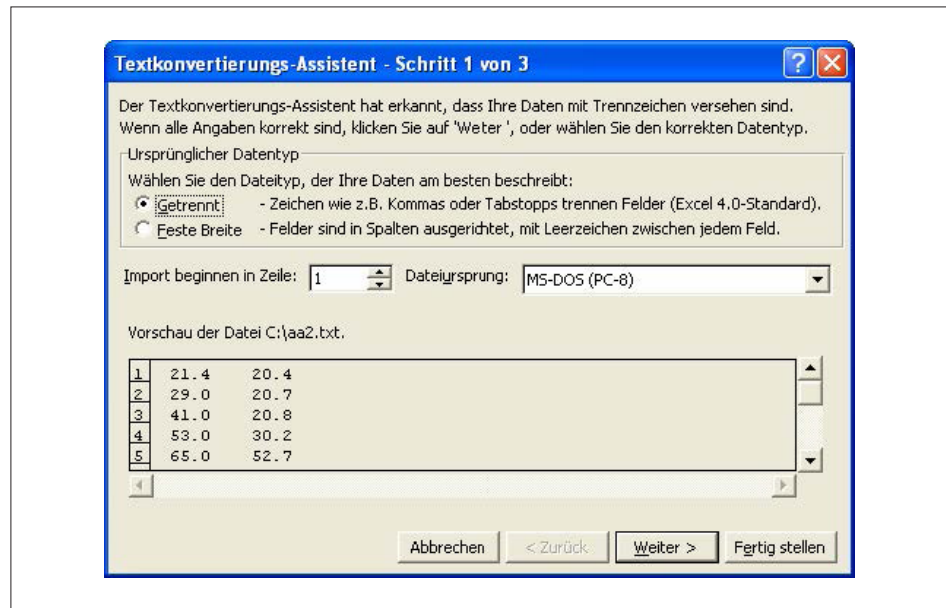 Textkonvertierungs-Assistent - Schritt 1 von 3
Der Textkonvertierungs-Assistent hat erkannt, dass Ihre Daten mit Trennzeichen versehen sind.
Wenn alle Angaben korrekt sind, klicken Sie auf 'Weter ', oder wählen Sie den korrekten Datentyp.
Ursprünglicher Datentyp
Wählen Sie den Dateityp, der Ihre Daten am besten beschreibt:
Getrennt - Zeichen wie z.B. Kommas oder Tabstopps trennen Felder (Excel 4.0-Standard).
Feste Breite - Felder sind in Spalten ausgerichtet, mit Leerzeichen zwischen jedem Feld.
Import beginnen in Zeile: 1 Dateiursprung: MS-DOS (PC-8)
Vorschau der Datei C:\aa2.txt.
1 21.4 20.4
2 29.0 20.7
3 41.0 20.8
4 53.0 30.2
5 65.0 52.7
Abbrechen < Zurück Weiter > Fertig stellen